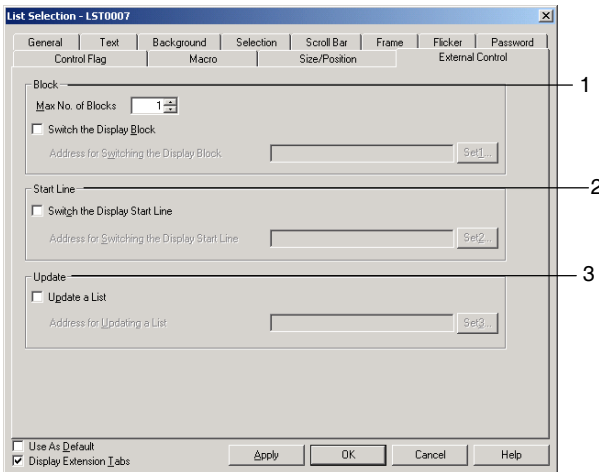 List Selection - LST0007
General Text Background Selection Scroll Bar Frame Flicker Password
Control Flag Macro Size/Position External Control
Block 1
Max No. of Blocks 1
Switch the Display Block
Address for Switching the Display Block Set1...
Start Line 2
Switch the Display Start Line
Address for Switching the Display Start Line Set2...
Update 3
Update a List
Address for Updating a List Set3...
Use As Default
Display Extension Tabs Apply OK Cancel Help